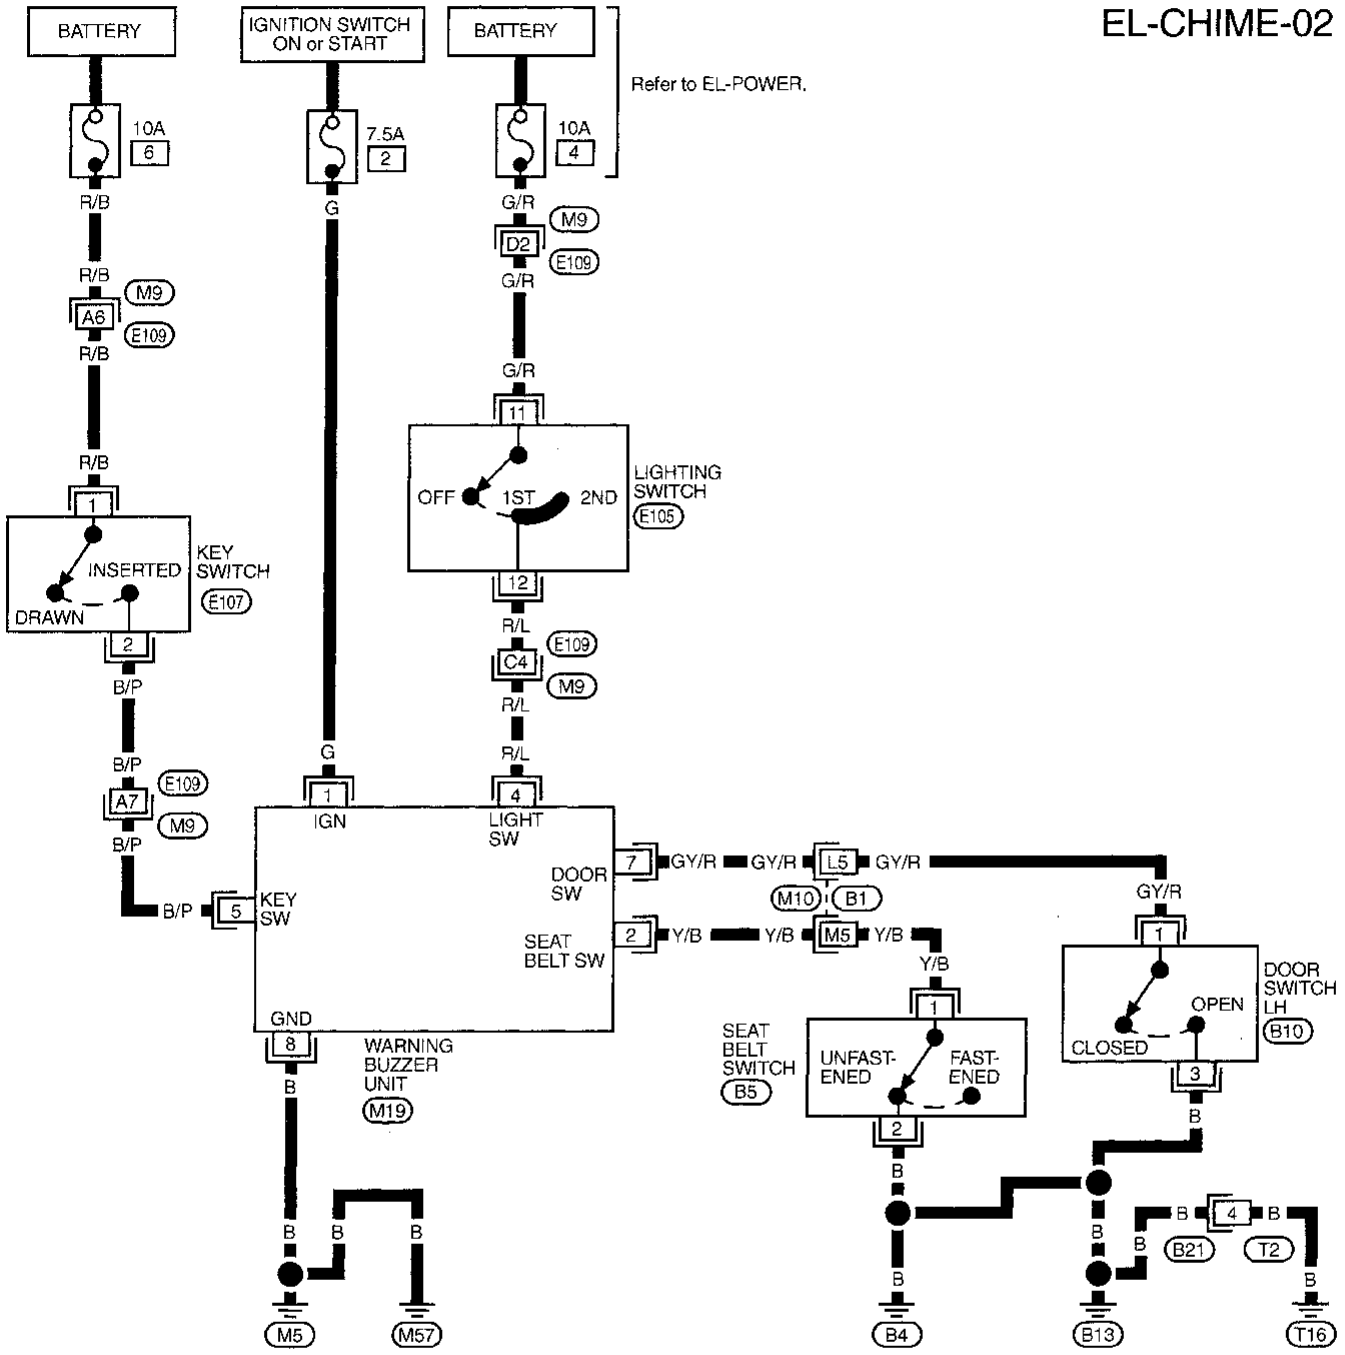 EL-CHIME-02
BATTERY
IGNITION SWITCH
ON or START
BATTERY
Refer to EL-POWER.
10A
6
7.5A
2
10A
4
R/B
G
G/R
M9
D2
E109
G/R
R/B
M9
A6
E109
R/B
G/R
11
R/B
1
OFF
1ST
2ND
LIGHTING
SWITCH
E105
INSERTED
DRAWN
KEY
SWITCH
E107
12
2
R/L
E109
C4
M9
R/L
B/P
G
R/L
B/P
E109
A7
M9
B/P
1
IGN
4
LIGHT
SW
7
DOOR
SW
GY/R
GY/R
L5
GY/R
GY/R
M10
B1
B/P
5
KEY
SW
2
SEAT
BELT SW
Y/B
Y/B
M5
Y/B
Y/B
1
CLOSED
OPEN
DOOR
SWITCH
LH
B10
3
B
1
SEAT
BELT
SWITCH
B5
UNFAST-
ENED
FAST-
ENED
2
B
GND
8
WARNING
BUZZER
UNIT
M19
B
B
B
B
B
B
B
B
4
B
B21
T2
B
B
M5
M57
B4
B13
T16